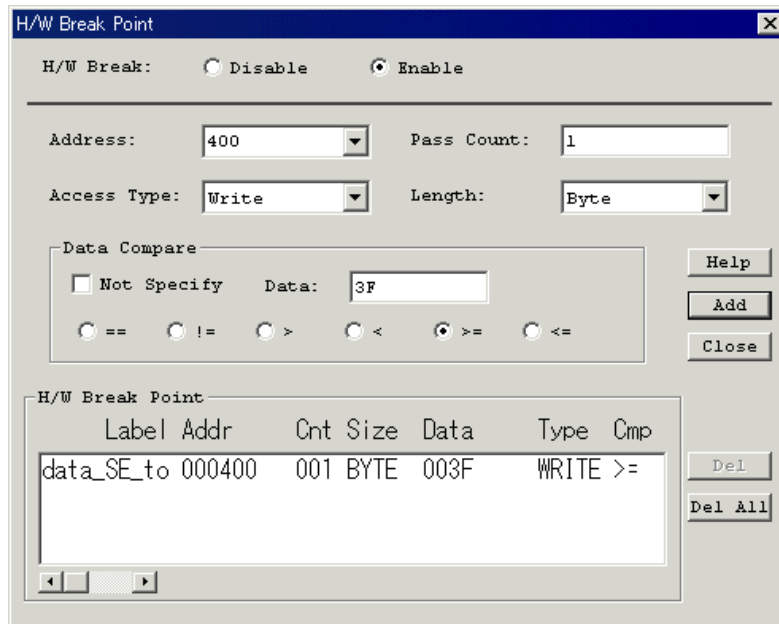 H/W Break Point
H/W Break: Disable Enable
Address: 400 Pass Count: 1
Access Type: Write Length: Byte
Data Compare
Not Specify Data: 3F
== != > < >= <=
Help
Add
Close
H/W Break Point
Label Addr Cnt Size Data Type Cmp
data_SE_to 000400 001 BYTE 003F WRITE >=
Del
Del All